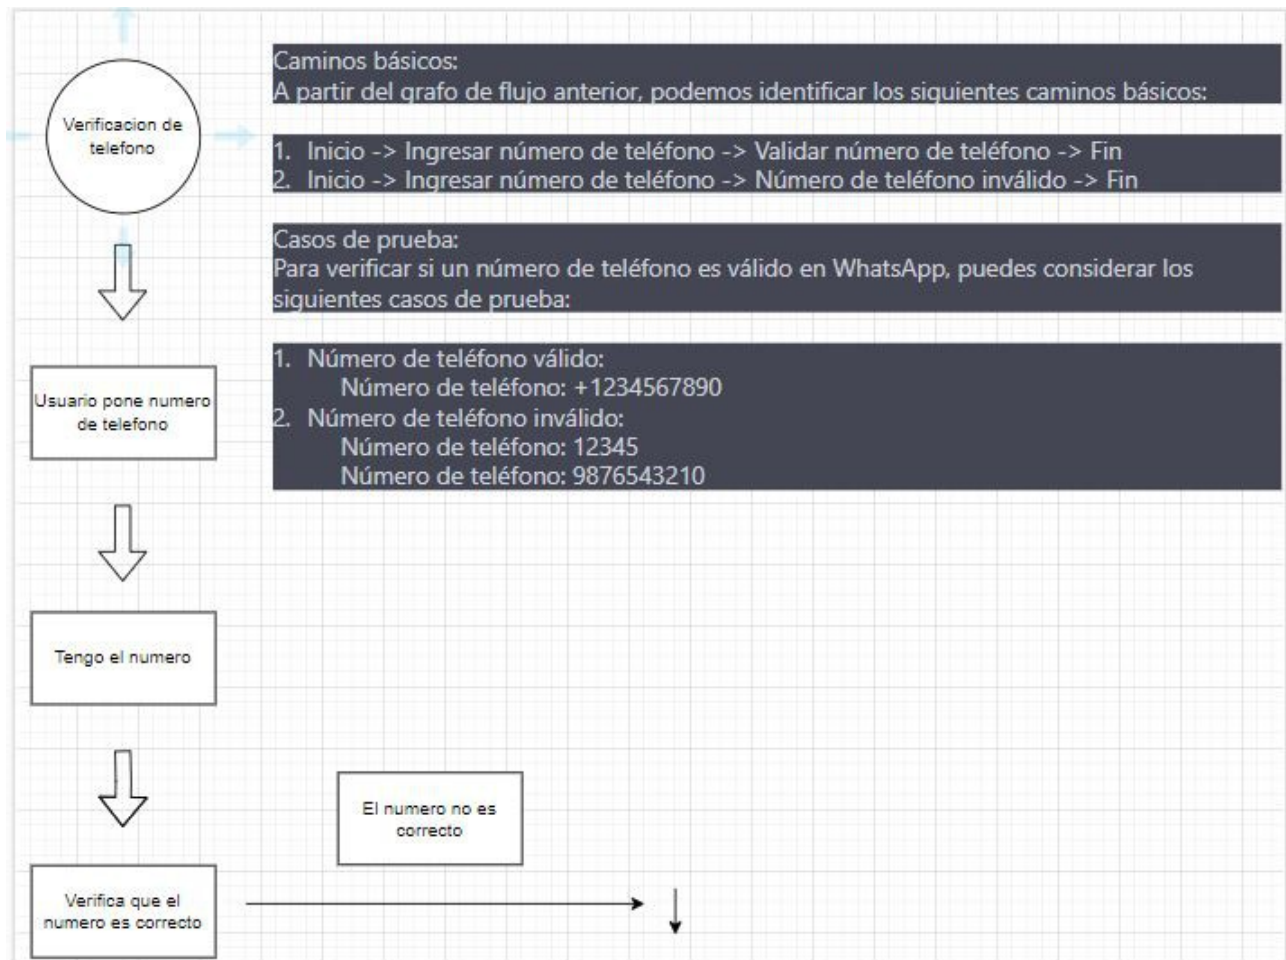 Verificacion de
telefono
Caminos básicos:
A partir del grafo de flujo anterior, podemos identificar los siguientes caminos básicos:
1. Inicio -> Ingresar número de teléfono -> Validar número de teléfono -> Fin
2. Inicio -> Ingresar número de teléfono -> Número de teléfono inválido -> Fin
Casos de prueba:
Para verificar si un número de teléfono es válido en WhatsApp, puedes considerar los
siguientes casos de prueba:
1. Número de teléfono válido:
Número de teléfono: +1234567890
2. Número de teléfono inválido:
Número de teléfono: 12345
Número de teléfono: 9876543210
Usuario pone numero
de telefono
Tengo el numero
El numero no es
correcto
Verifica que el
numero es correcto